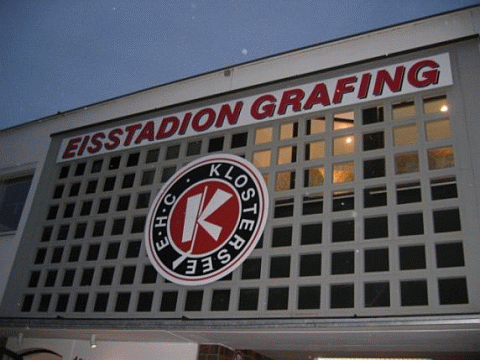 EISSTADION GRAFING
E·H·C · KLOSTERSEE
K